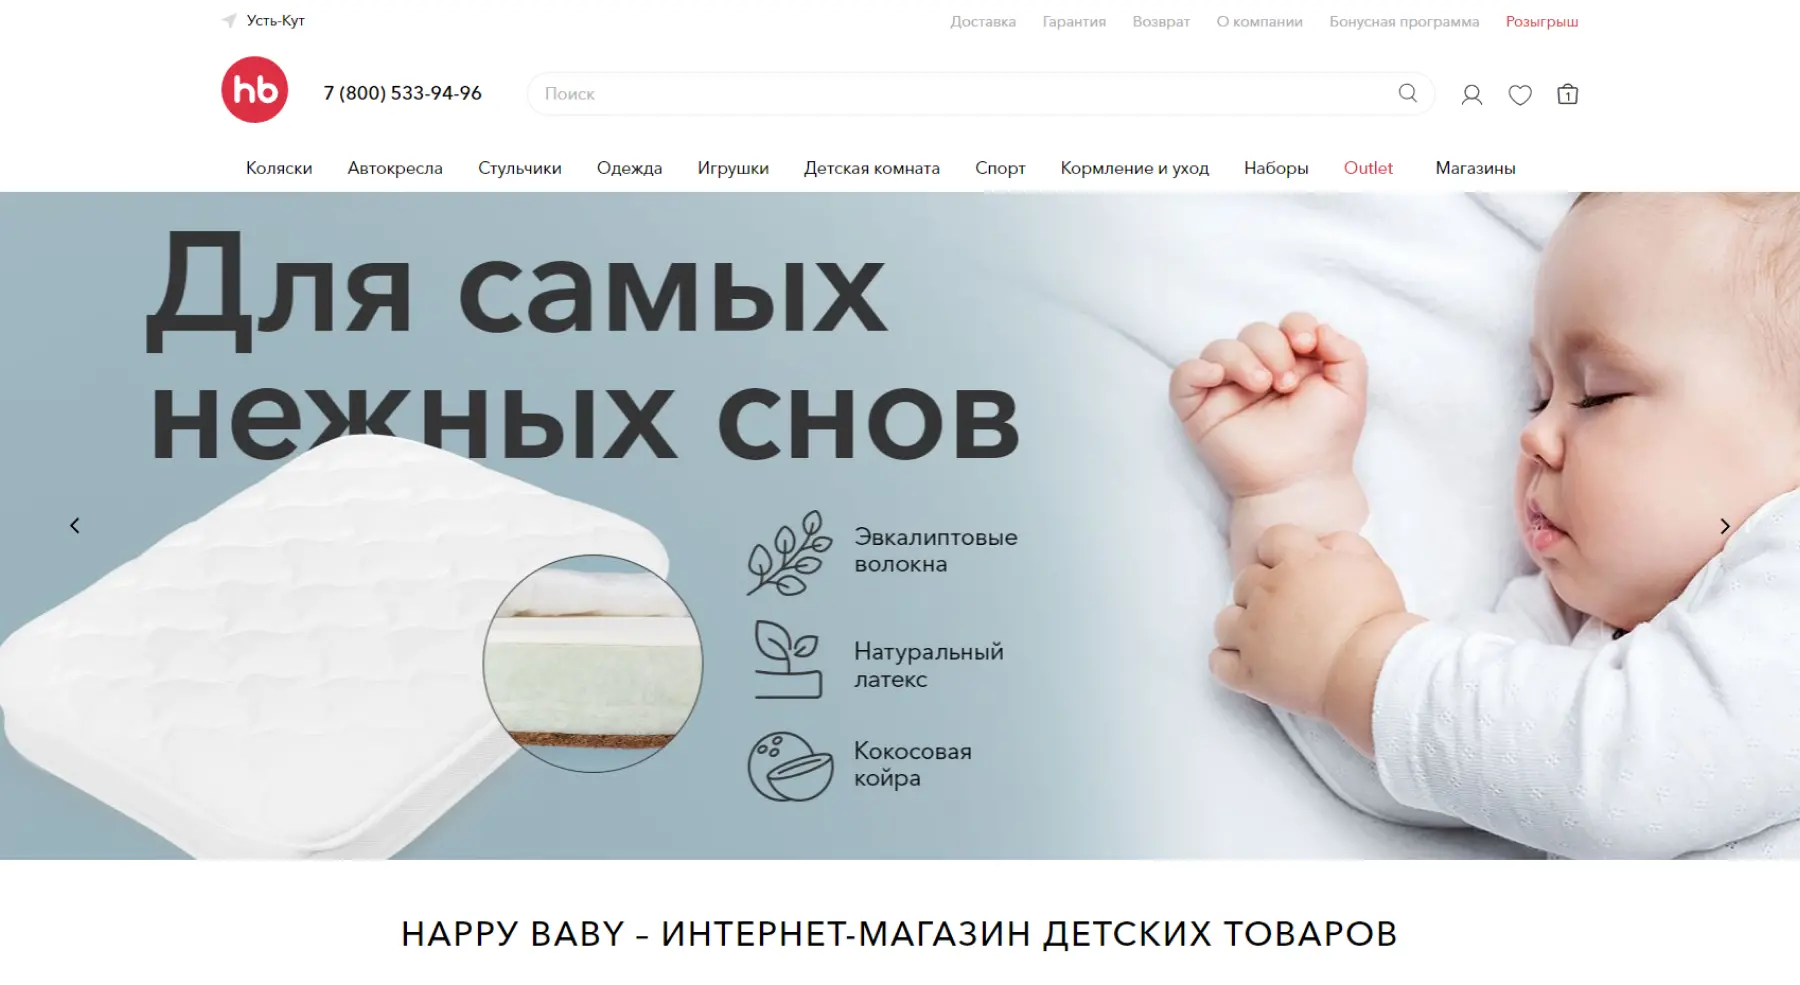 Усть-Кут
Доставка Гарантия Возврат О компании Бонусная программа Розыгрыш
hb
7 (800) 533-94-96
Поиск
1
Коляски Автокресла Стульчики Одежда Игрушки Детская комната Спорт Кормление и уход Наборы Outlet Магазины
Для самых
нежных снов
Эвкалиптовые
волокна
Натуральный
латекс
Кокосовая
койра
HAPPY BABY – ИНТЕРНЕТ-МАГАЗИН ДЕТСКИХ ТОВАРОВ